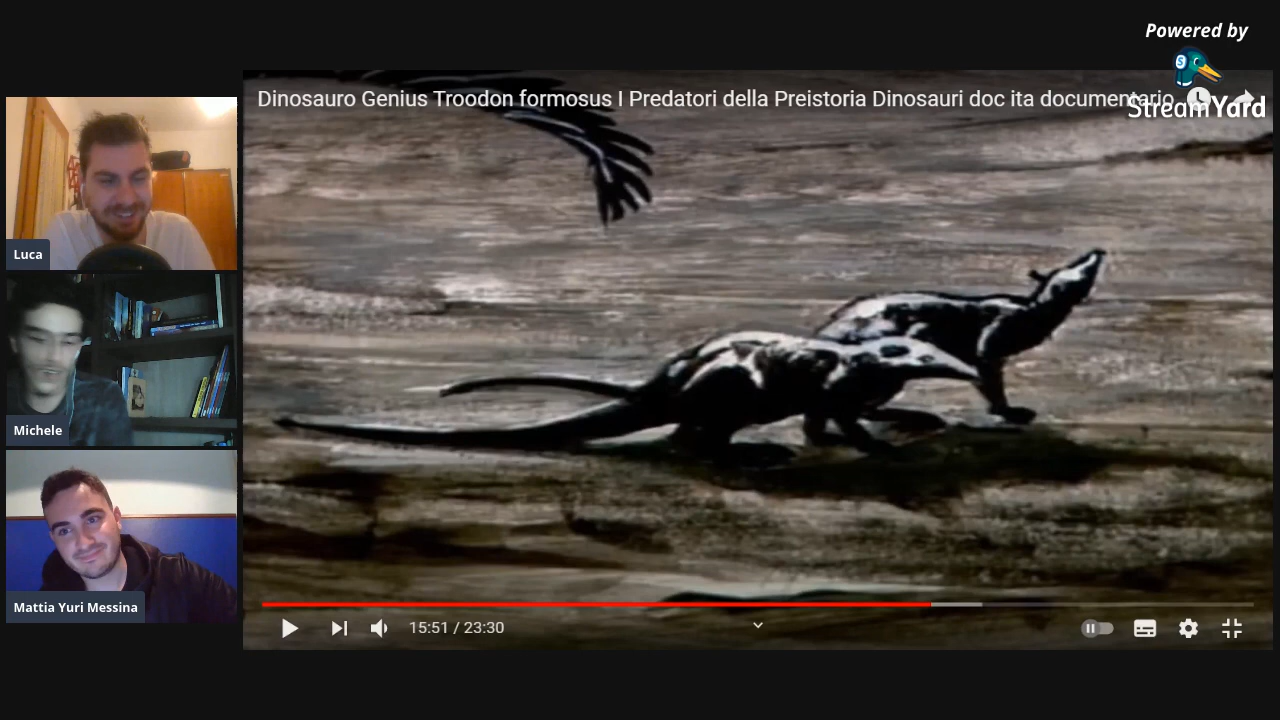 Powered by
StreamYard
Dinosauro Genius Troodon formosus I Predatori della Preistoria Dinosauri doc ita documentario
Luca
Michele
Mattia Yuri Messina
15:51 / 23:30